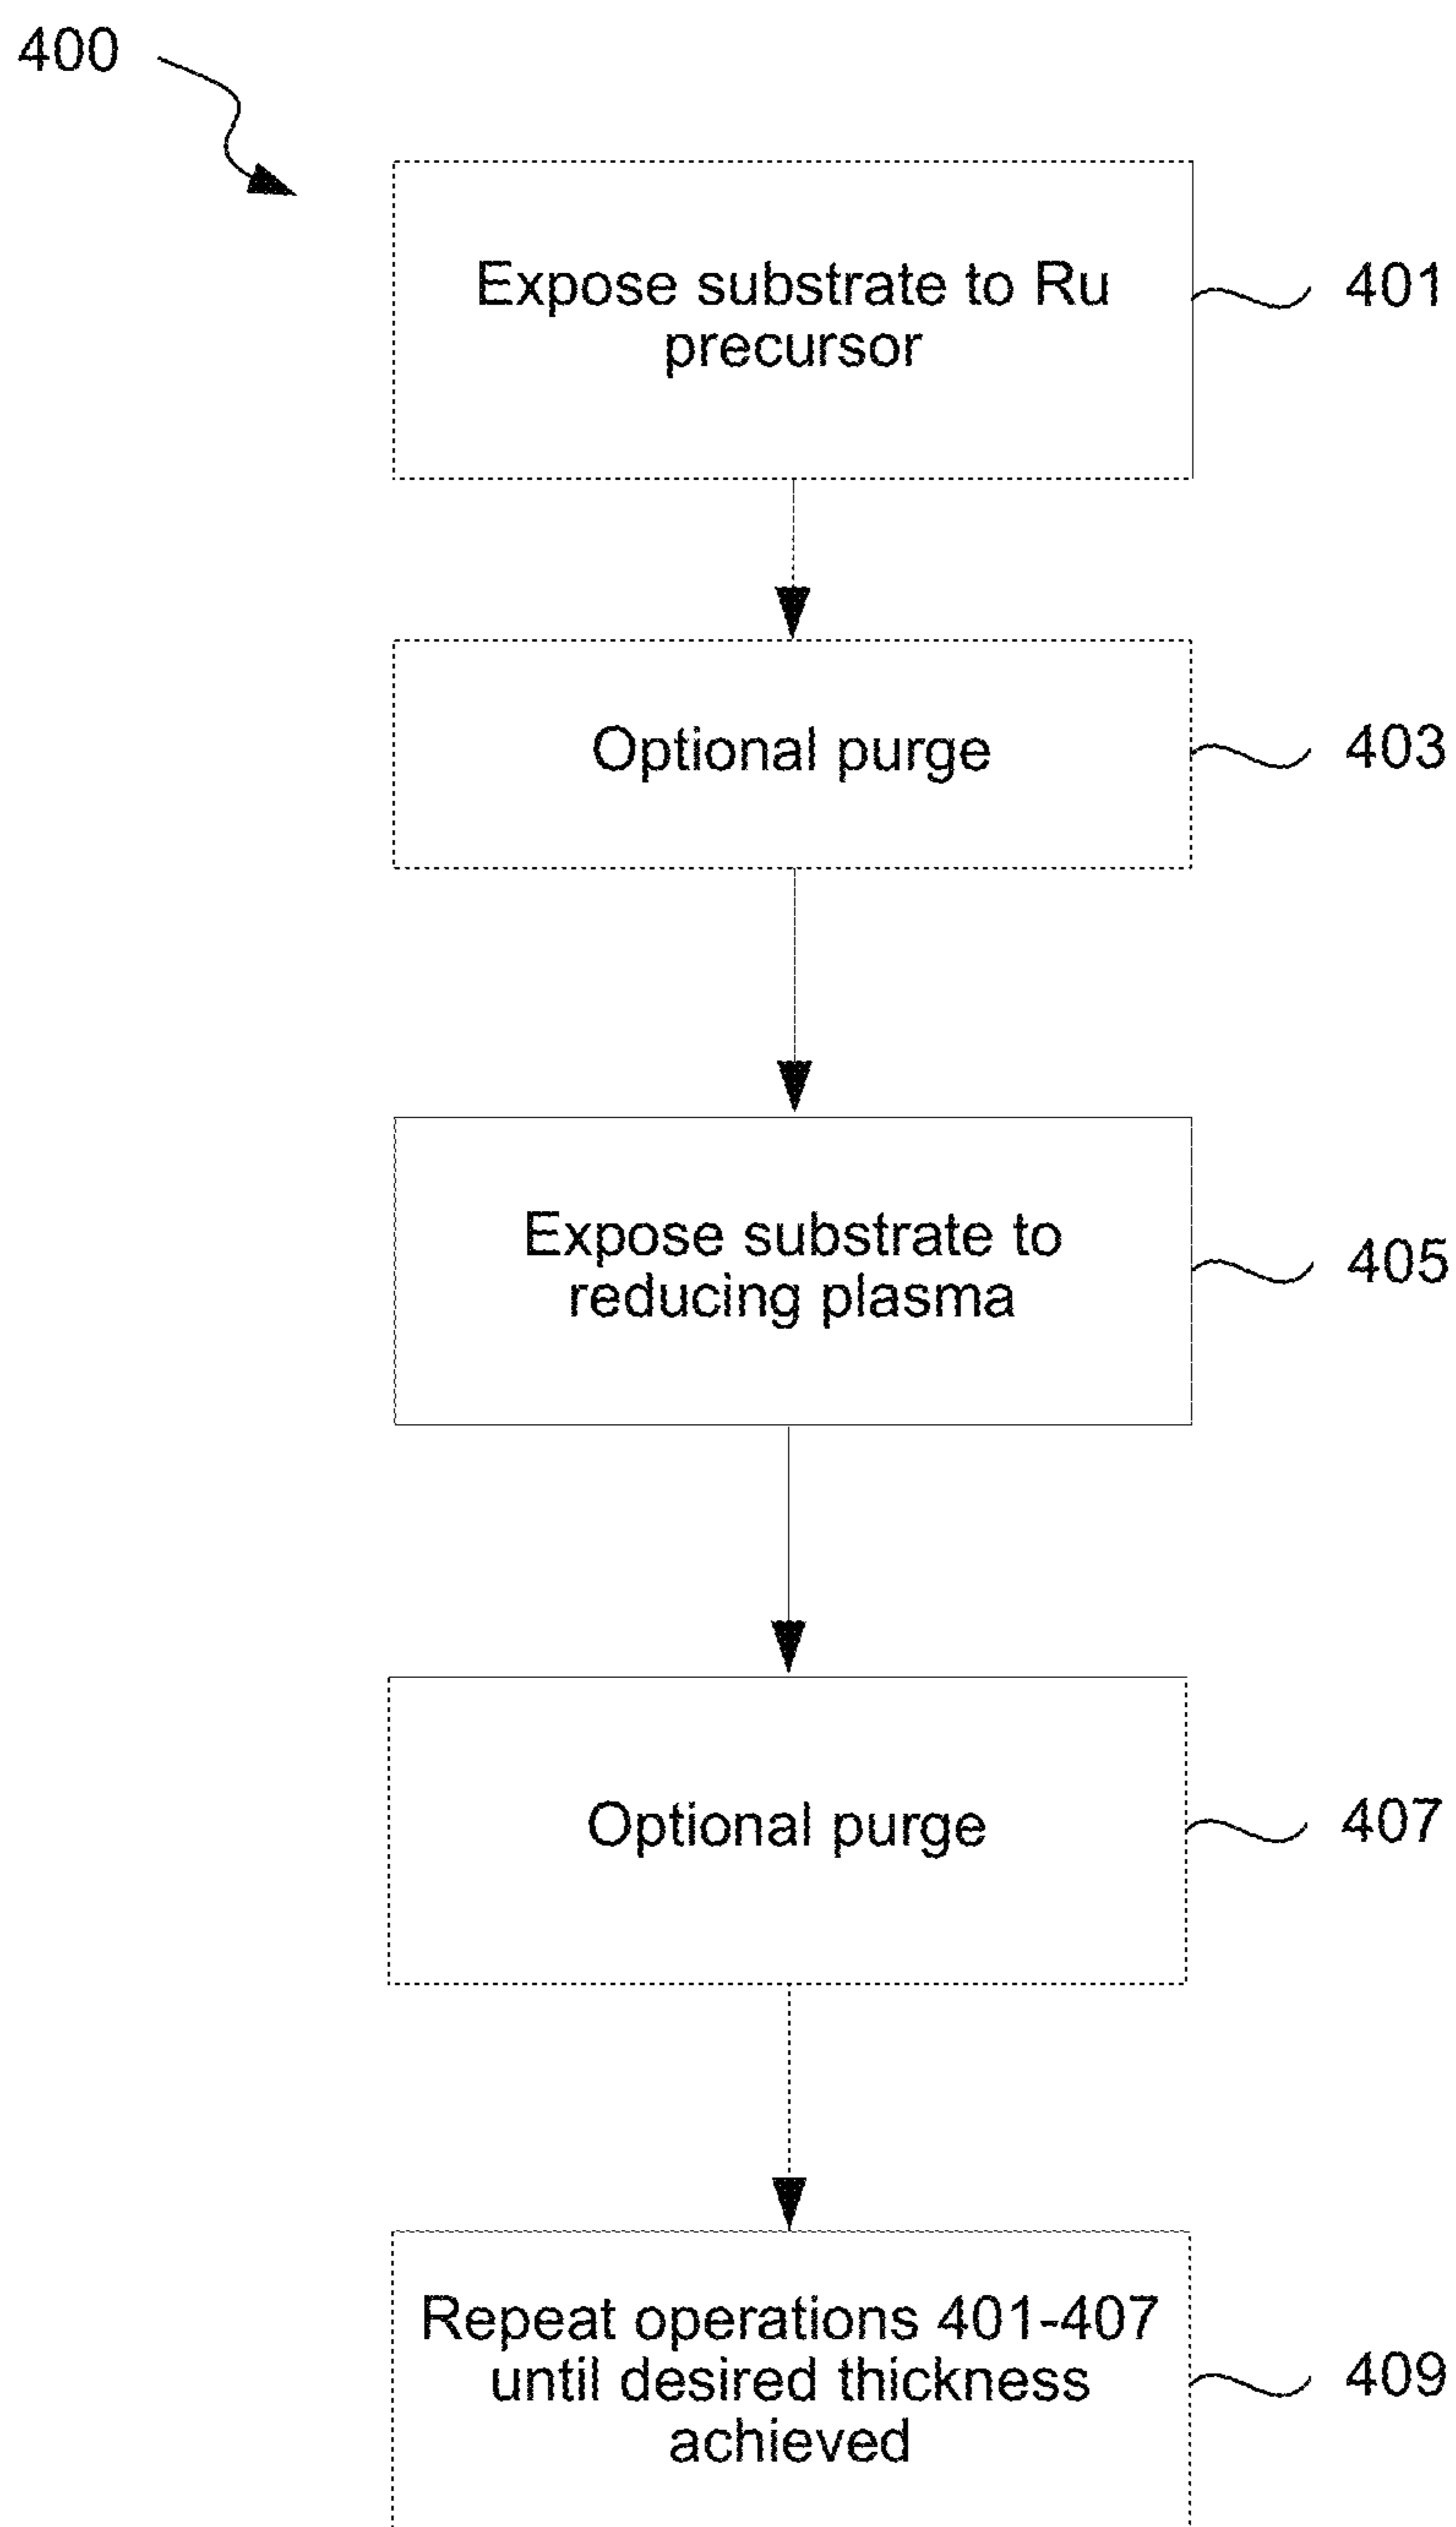 400
Expose substrate to Ru
precursor
401
Optional purge
403
Expose substrate to
reducing plasma
405
Optional purge
407
Repeat operations 401-407
until desired thickness
achieved
409